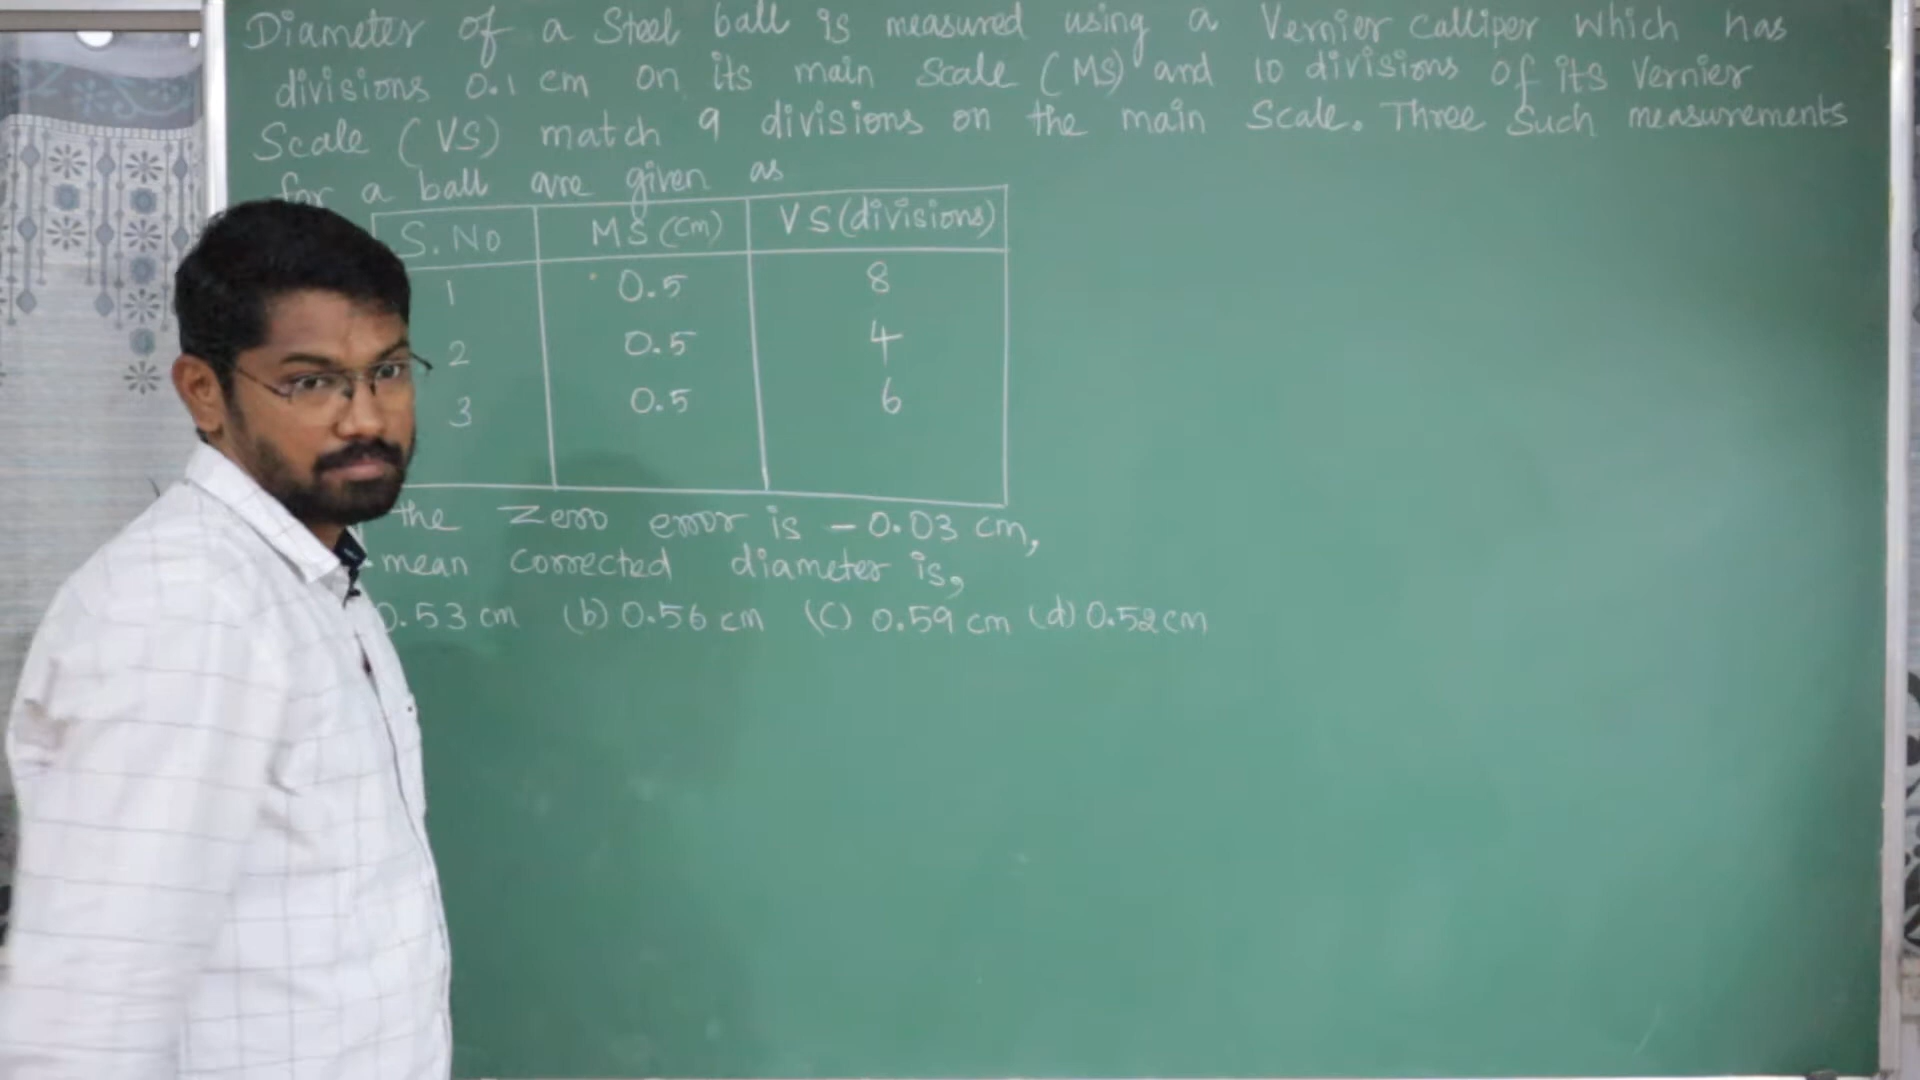 Diameter of a Steel ball is measured using a Vernier calliper which has
divisions 0.1 cm on its main Scale (MS) and 10 divisions of its Vernier
Scale (VS) match 9 divisions on the main Scale. Three Such measurements
for a ball are given as
S.No MS (cm) VS (divisions)
1 0.5 8
2 0.5 4
3 0.5 6
the Zero error is - 0.03 cm,
mean corrected diameter is,
0.53 cm (b) 0.56 cm (c) 0.59 cm (d) 0.52 cm